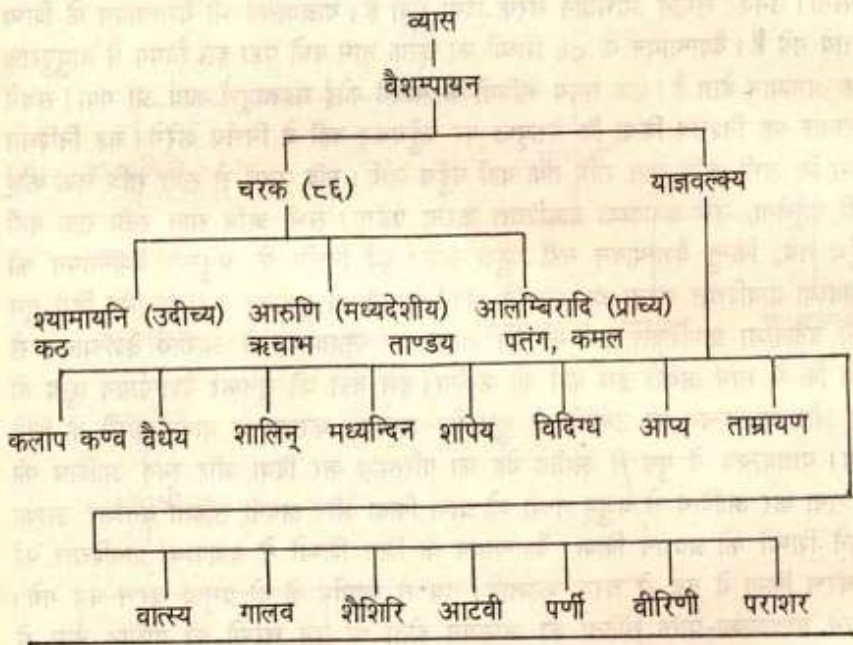 व्यास
वैशम्पायन
चरक (८६) याज्ञवल्क्य
श्यामायनि (उदीच्य) आरुणि (मध्यदेशीय) आलम्बिरादि (प्राच्य)
कठ ऋचाभ ताण्डय पतंग, कमल
कलाप कण्व वैधेय शालिन् मध्यन्दिन शापेय विदिग्ध आप्य ताम्रायण
वात्स्य गालव शैशिरि आटवी पर्णी वीरिणी पराशर